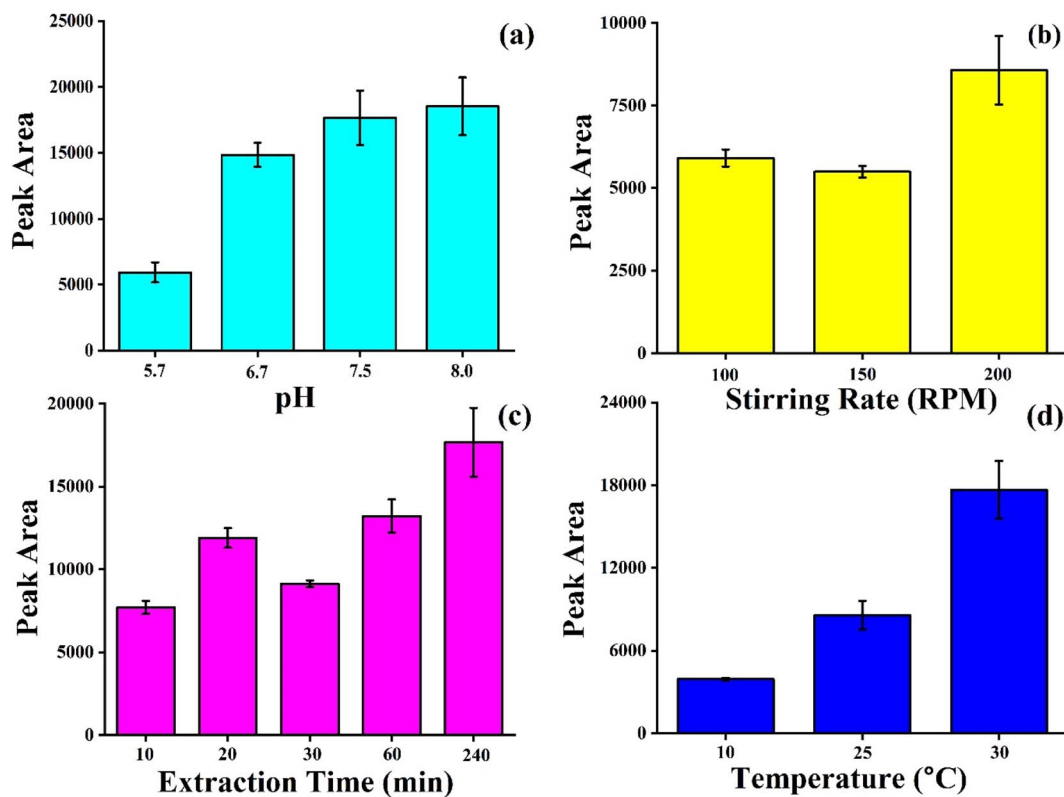 (a)
25000
20000
15000
10000
5000
0
Peak Area
5.7 6.7 7.5 8.0
pH
(b)
10000
7500
5000
2500
0
Peak Area
100 150 200
Stirring Rate (RPM)
(c)
20000
15000
10000
5000
0
Peak Area
10 20 30 60 240
Extraction Time (min)
(d)
24000
18000
12000
6000
0
Peak Area
10 25 30
Temperature (°C)